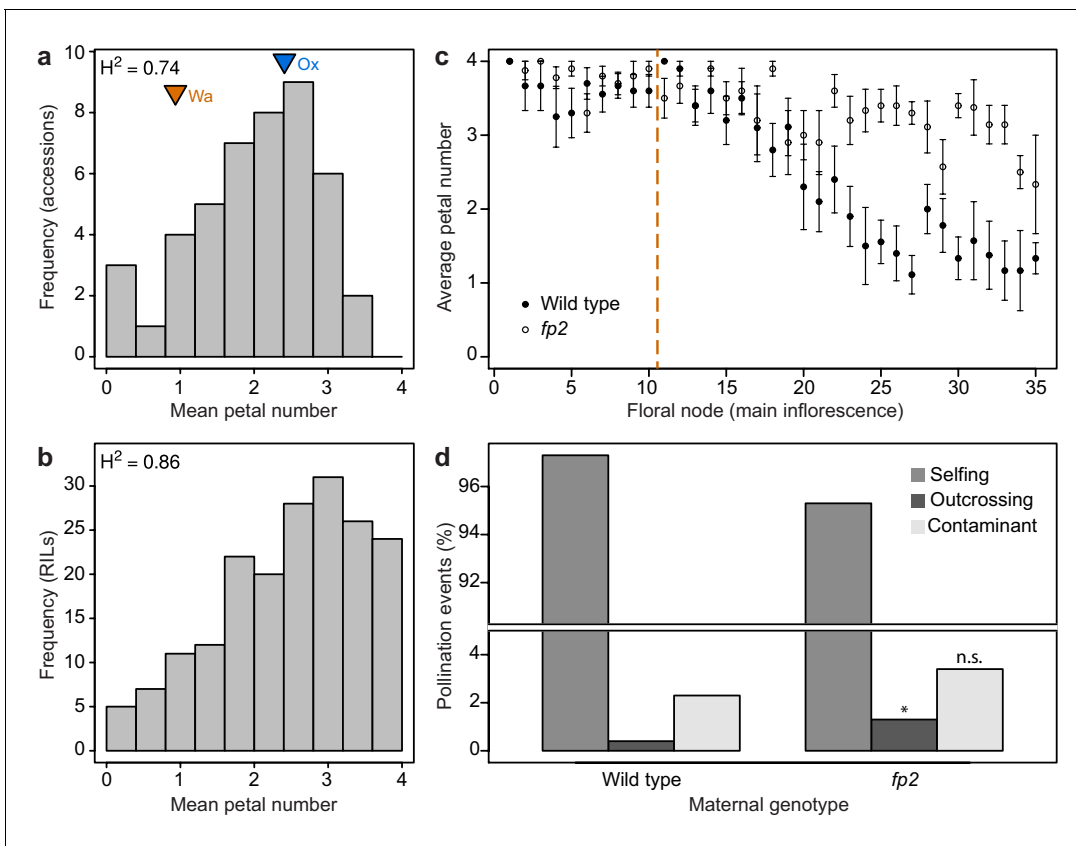 a
H² = 0.74
Wa
Ox
Frequency (accessions)
10
8
6
4
2
0
0 1 2 3 4
Mean petal number
c
Average petal number
4
3
2
1
0
Wild type
fp2
0 5 10 15 20 25 30 35
Floral node (main inflorescence)
b
H² = 0.86
Frequency (RILs)
30
25
20
15
10
5
0
0 1 2 3 4
Mean petal number
d
Pollination events (%)
96
94
92
4
2
0
Selfing
Outcrossing
Contaminant
*
n.s.
Wild type fp2
Maternal genotype